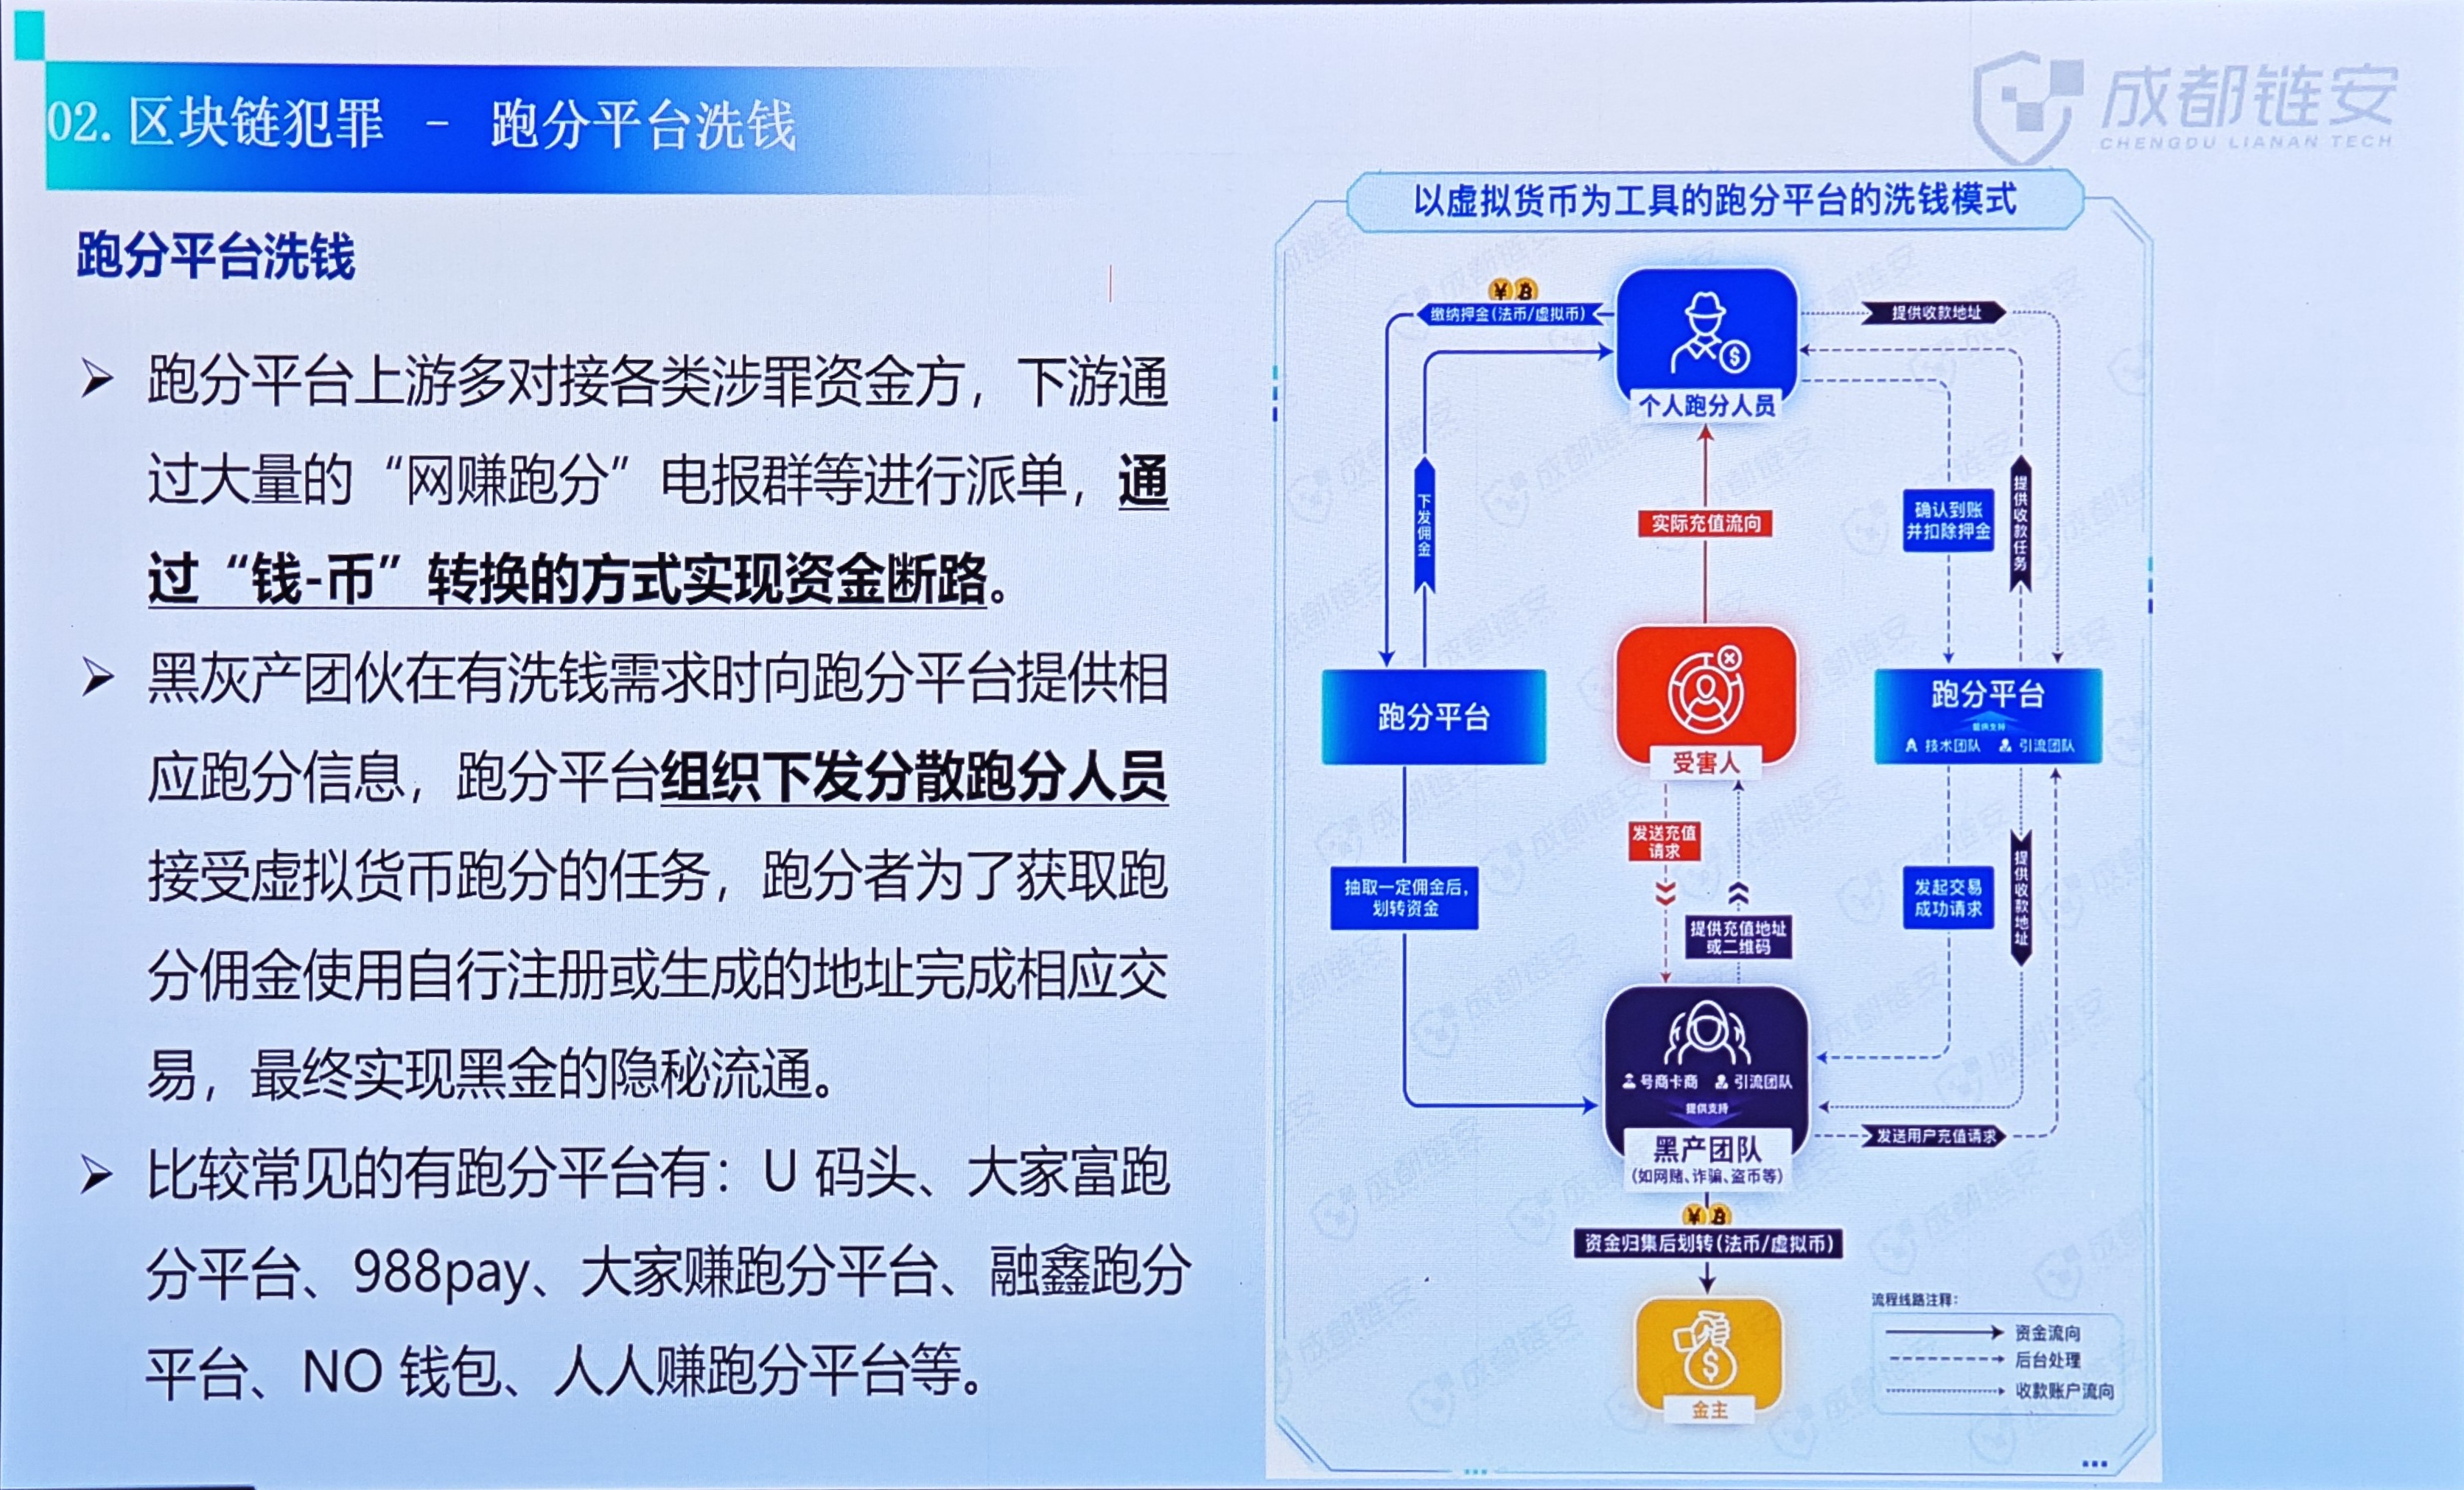 02.区块链犯罪 - 跑分平台洗钱
成都链安
CHENGDU LIANAN TECH
跑分平台洗钱
跑分平台上游多对接各类涉罪资金方，下游通
过大量的“网赚跑分”电报群等进行派单，通
过“钱-币”转换的方式实现资金断路。
黑灰产团伙在有洗钱需求时向跑分平台提供相
应跑分信息，跑分平台组织下发分散跑分人员
接受虚拟货币跑分的任务，跑分者为了获取跑
分佣金使用自行注册或生成的地址完成相应交
易，最终实现黑金的隐秘流通。
比较常见的有跑分平台有：U 码头、大家富跑
分平台、988pay、大家赚跑分平台、融鑫跑分
平台、NO 钱包、人人赚跑分平台等。
以虚拟货币为工具的跑分平台的洗钱模式
缴纳押金(法币/虚拟币)
提供收款地址
个人跑分人员
下发佣金
实际充值流向
确认到账
并扣除押金
提供收款任务
跑分平台
受害人
跑分平台
提供支持
技术团队 引流团队
发送充值
请求
提供充值地址
或二维码
抽取一定佣金后，
划转资金
发起交易
成功请求
提供收款地址
号商卡商 引流团队
提供支持
黑产团队
(如网赌、诈骗、盗币等)
发送用户充值请求
资金归集后划转(法币/虚拟币)
金主
流程线路注释：
资金流向
后台处理
收款账户流向